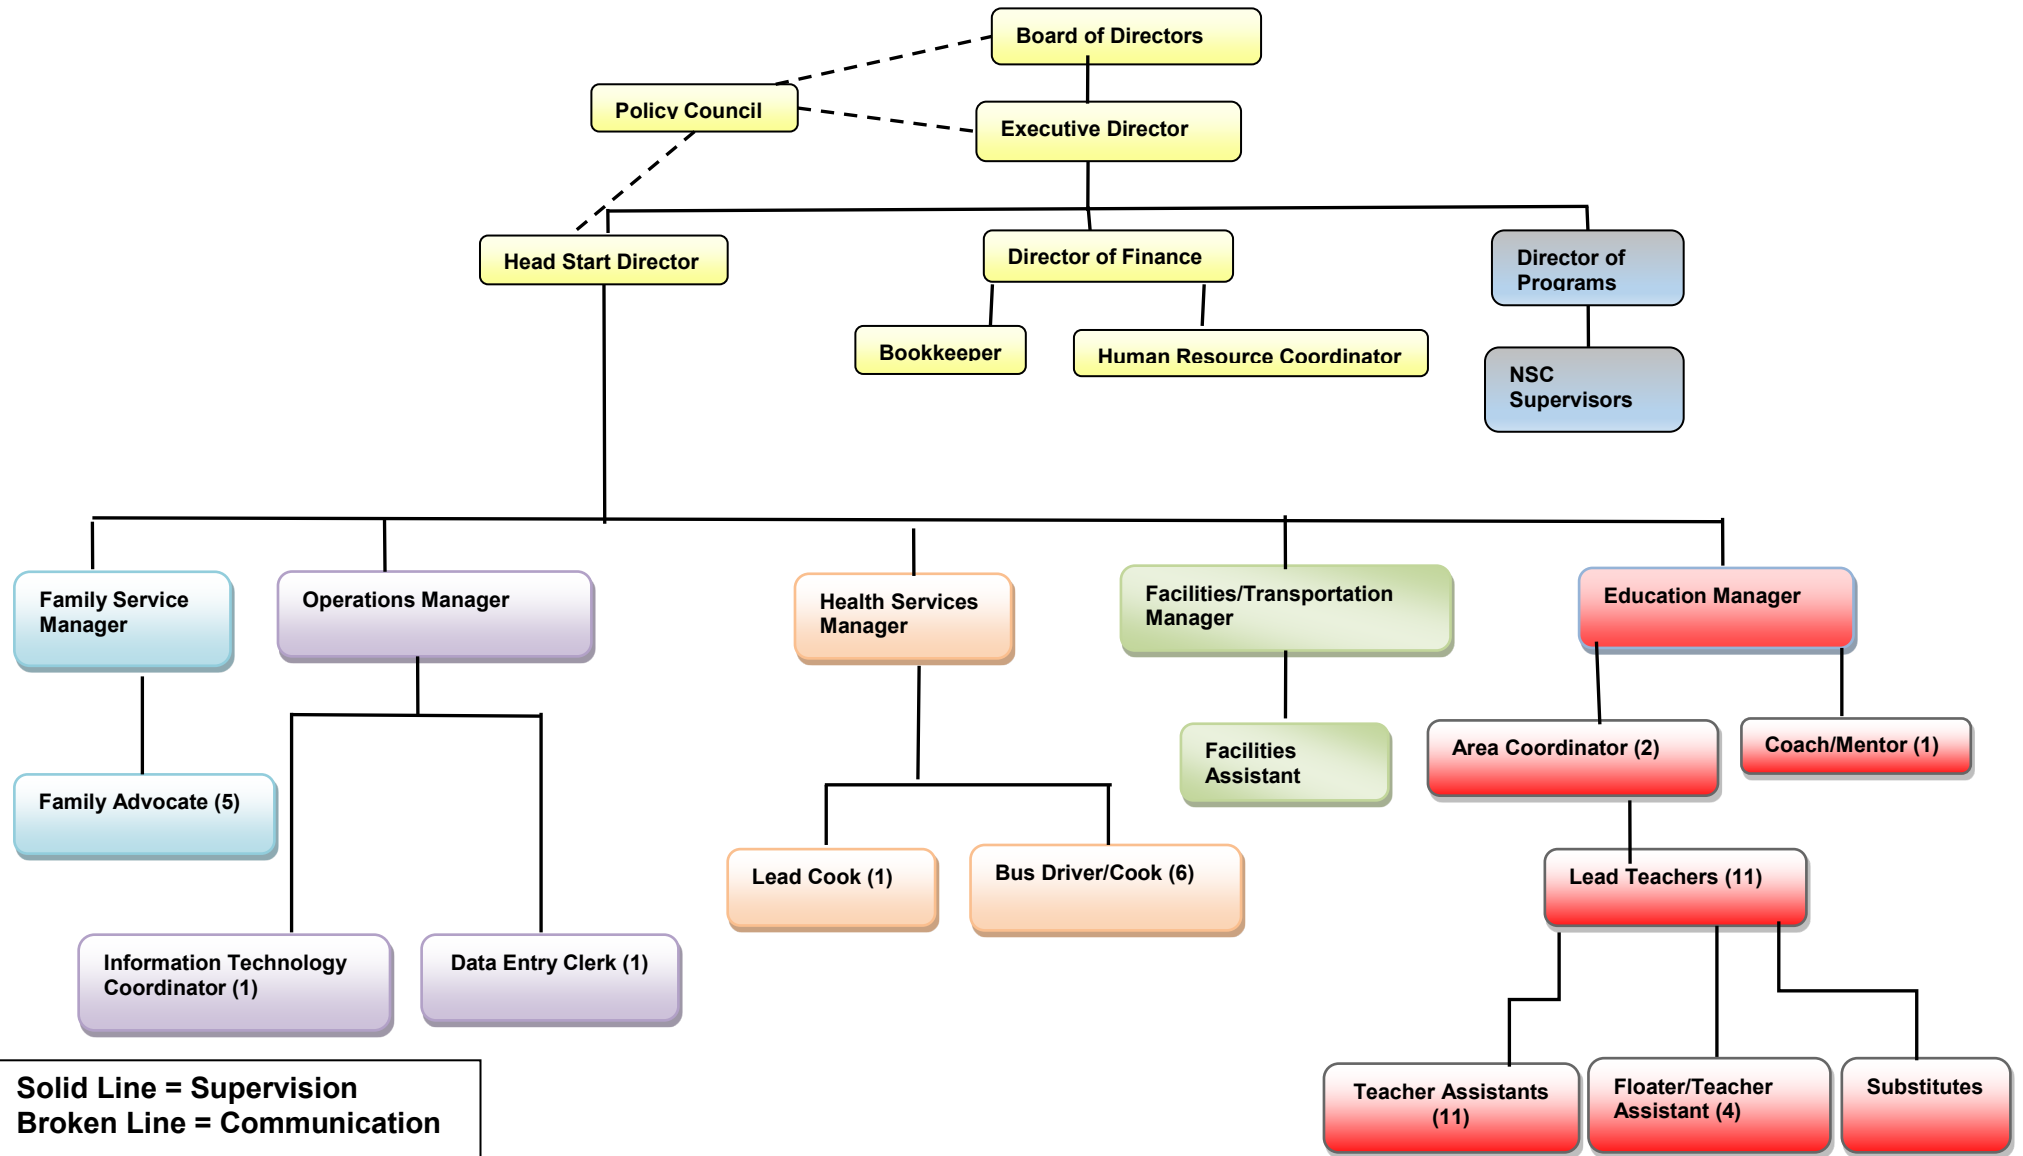 Board of Directors
Policy Council
Executive Director
Head Start Director
Director of Finance
Director of
Programs
Bookkeeper
Human Resource Coordinator
NSC
Supervisors
Family Service
Manager
Operations Manager
Health Services
Manager
Facilities/Transportation
Manager
Education Manager
Family Advocate (5)
Information Technology
Coordinator (1)
Data Entry Clerk (1)
Lead Cook (1)
Bus Driver/Cook (6)
Facilities
Assistant
Area Coordinator (2)
Coach/Mentor (1)
Lead Teachers (11)
Teacher Assistants
(11)
Floater/Teacher
Assistant (4)
Substitutes
Solid Line = Supervision
Broken Line = Communication